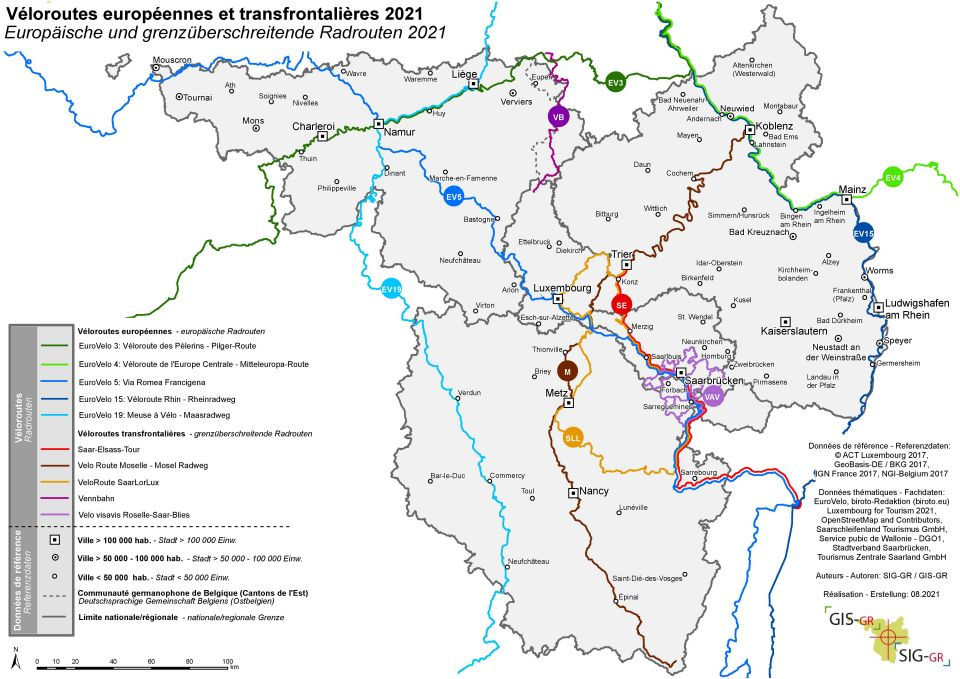 Véloroutes européennes et transfrontalières 2021
Europäische und grenzüberschreitende Radrouten 2021
Mouscron
Tournai
Ath
Soignies
Mons
Nivelles
Wavre
Charleroi
Thuin
Philippeville
Namur
Dinant
Waremme
Liège
Huy
Eupen
Verviers
Marche-en-Famenne
Bastogne
Neufchâteau
Arlon
Virton
EV3
VB
EV5
EV19
Altenkirchen
(Westerwald)
Bad Neuenahr-
Ahrweiler
Neuwied
Andernach
Montabaur
Koblenz
Bad Ems
Lahnstein
Mayen
Daun
Cochem
Wittlich
Bitburg
Simmern/Hunsrück
Bad Kreuznach
Bingen
am Rhein
Ingelheim
am Rhein
Mainz
EV4
EV15
Alzey
Worms
Kirchheim-
bolanden
Frankenthal
(Pfalz)
Ludwigshafen
am Rhein
Bad Dürkheim
Kaiserslautern
Neustadt an
der Weinstraße
Speyer
Landau in
der Pfalz
Germersheim
Idar-Oberstein
Birkenfeld
Kusel
Trier
Konz
SE
Ettelbruck
Diekirch
Luxembourg
Esch-sur-Alzette
Merzig
St. Wendel
Neunkirchen
Homburg
Zweibrücken
Pirmasens
Saarlouis
Saarbrücken
Forbach
Sarreguemines
VAV
Thionville
Briey
M
Metz
SLL
Verdun
Bar-le-Duc
Commercy
Toul
Nancy
Lunéville
Sarrebourg
Neufchâteau
Saint-Dié-des-Vosges
Épinal
Véloroutes
Radrouten
Véloroutes européennes - europäische Radrouten
EuroVelo 3: Véloroute des Pèlerins - Pilger-Route
EuroVelo 4: Véloroute de l'Europe Centrale - Mitteleuropa-Route
EuroVelo 5: Via Romea Francigena
EuroVelo 15: Véloroute Rhin - Rheinradweg
EuroVelo 19: Meuse à Vélo - Maasradweg
Véloroutes transfrontalières - grenzüberschreitende Radrouten
Saar-Elsass-Tour
Velo Route Moselle - Mosel Radweg
VeloRoute SaarLorLux
Vennbahn
Velo visavis Roselle-Saar-Blies
Données de référence
Referenzdaten
Ville > 100 000 hab. - Stadt > 100 000 Einw.
Ville > 50 000 - 100 000 hab. - Stadt > 50 000 - 100 000 Einw.
Ville < 50 000 hab. - Stadt < 50 000 Einw.
Communauté germanophone de Belgique (Cantons de l'Est)
Deutschsprachige Gemeinschaft Belgiens (Ostbelgien)
Limite nationale/régionale - nationale/regionale Grenze
N
0 10 20 40 60 80 100
km
Données de référence - Referenzdaten:
© ACT Luxembourg 2017,
GeoBasis-DE / BKG 2017,
IGN France 2017, NGI-Belgium 2017
Données thématiques - Fachdaten:
EuroVelo, biroto-Redaktion (biroto.eu)
Luxembourg for Tourism 2021,
OpenStreetMap and Contributors,
Saarschleifenland Tourismus GmbH,
Service pubic de Wallonie - DGO1,
Stadtverband Saarbrücken,
Tourismus Zentrale Saarland GmbH
Auteurs - Autoren: SIG-GR / GIS-GR
Réalisation - Erstellung: 08.2021
GIS-GR
SIG-GR